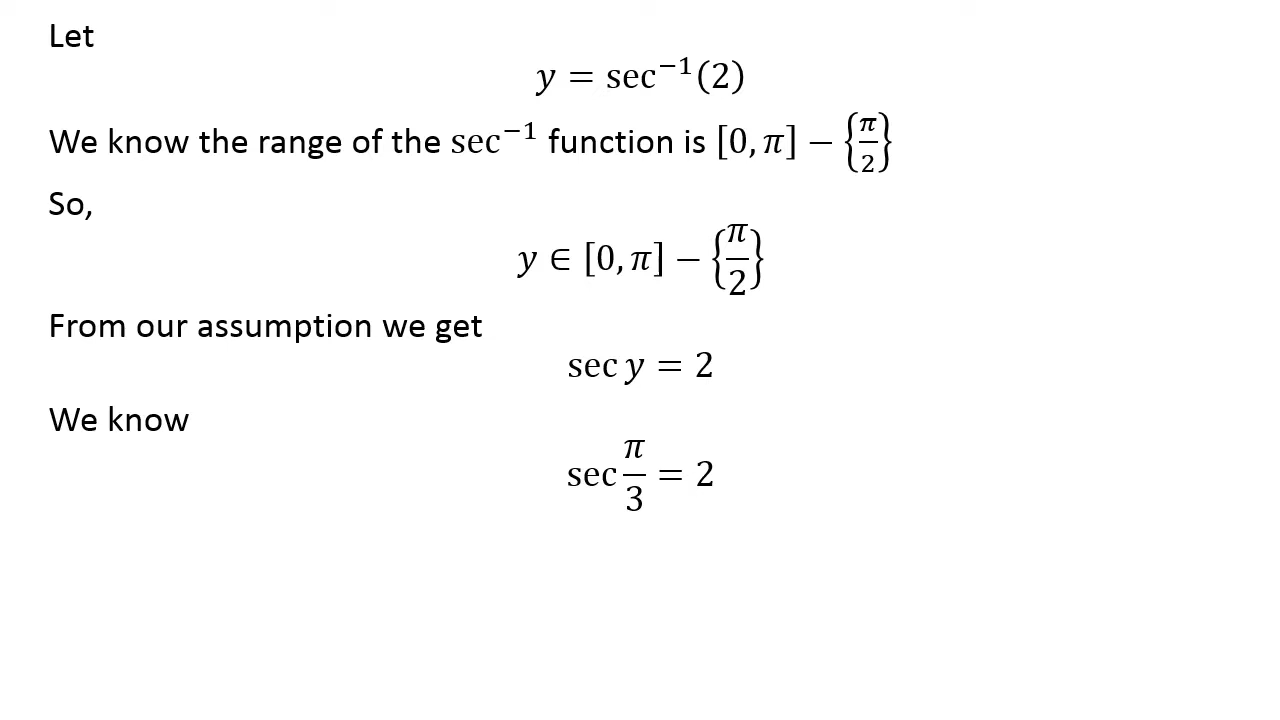 Let
y = sec⁻¹(2)
We know the range of the sec⁻¹ function is [0, π] − {π/2}
So,
y ∈ [0, π] − {π/2}
From our assumption we get
sec y = 2
We know
sec π/3 = 2